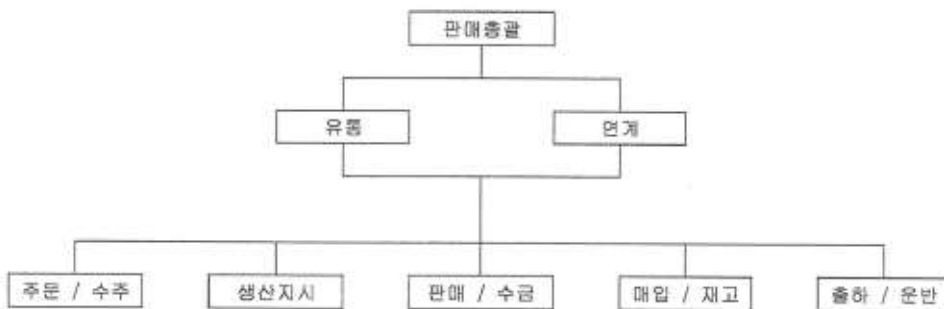 판매총괄
유통
연계
주문 / 수주
생산지시
판매 / 수금
매입 / 재고
출하 / 운반